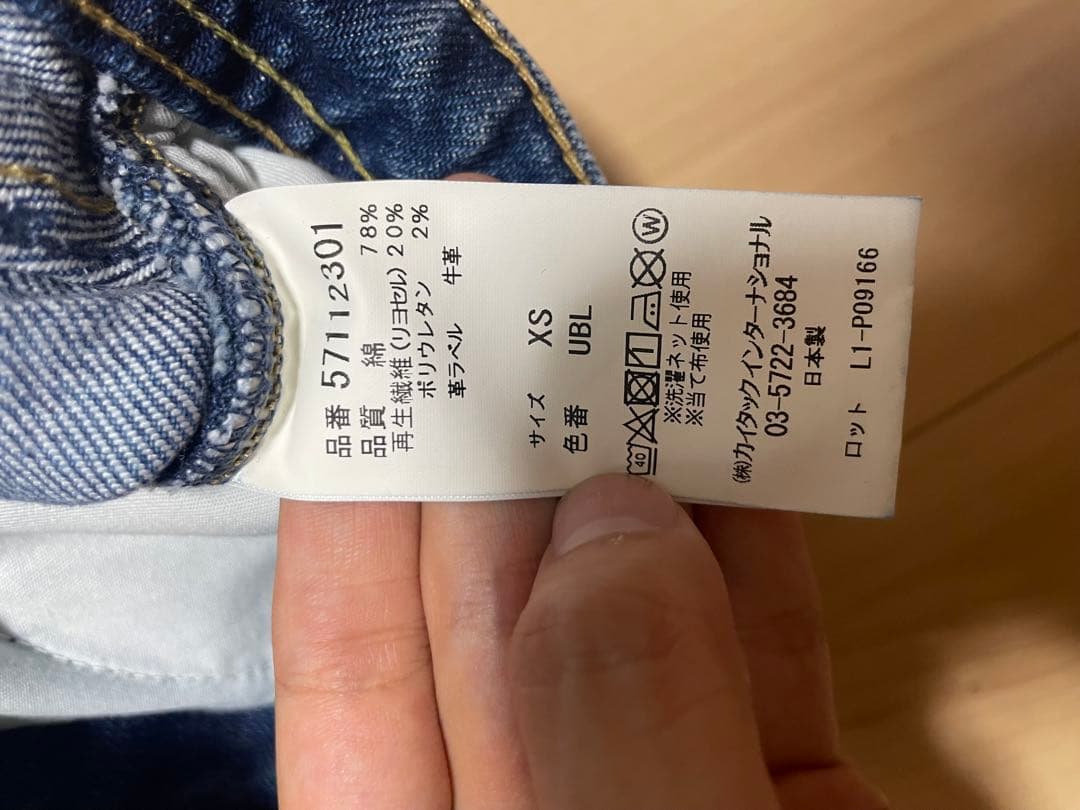 品番 57112301
品質 綿 78%
再生繊維(リヨセル) 20%
ポリウレタン 2%
革ラベル 牛革
サイズ XS
色番 UBL
40 W
※洗濯ネット使用
※当て布使用
(株)カイタックインターナショナル
03-5722-3684
日本製
ロット L1-P09166